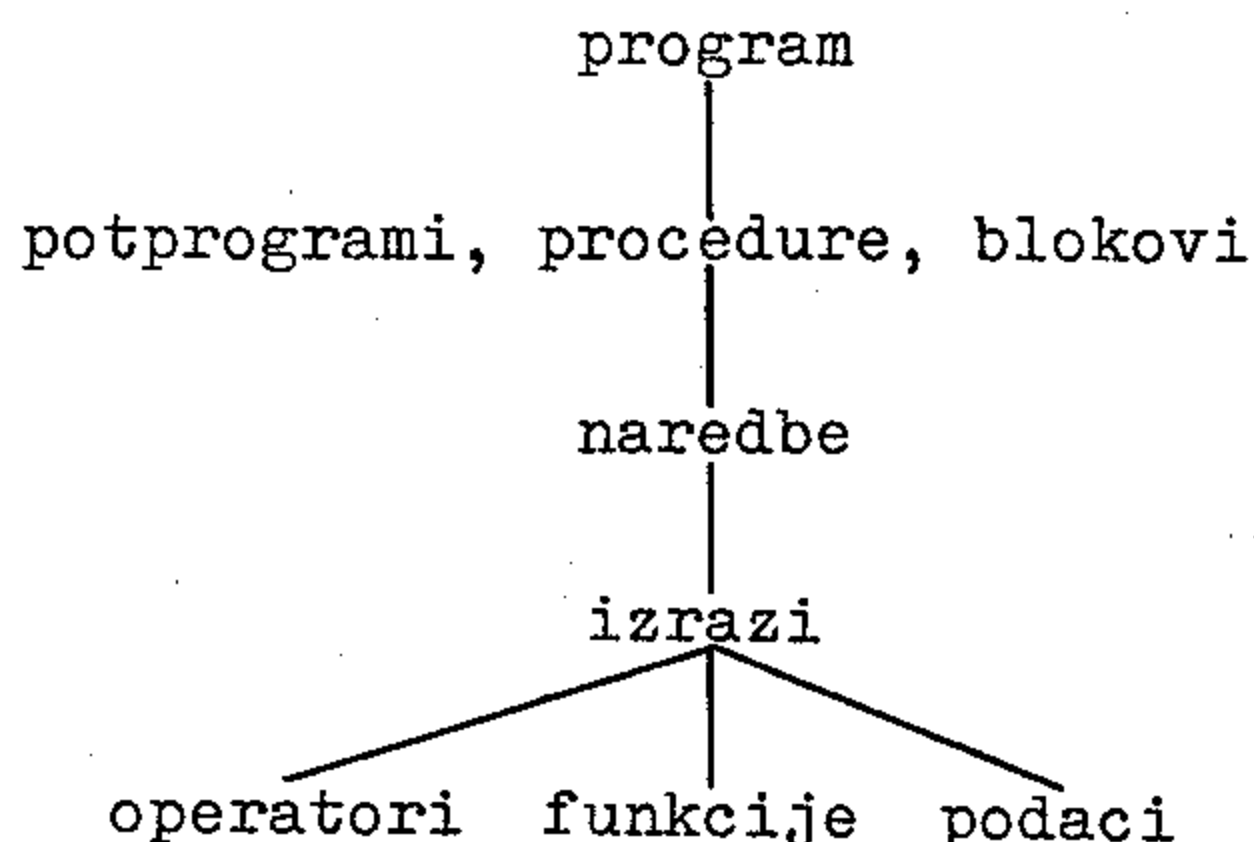 program
potprogrami, procedure, blokovi
naredbe
izrazi
operatori funkcije podaci